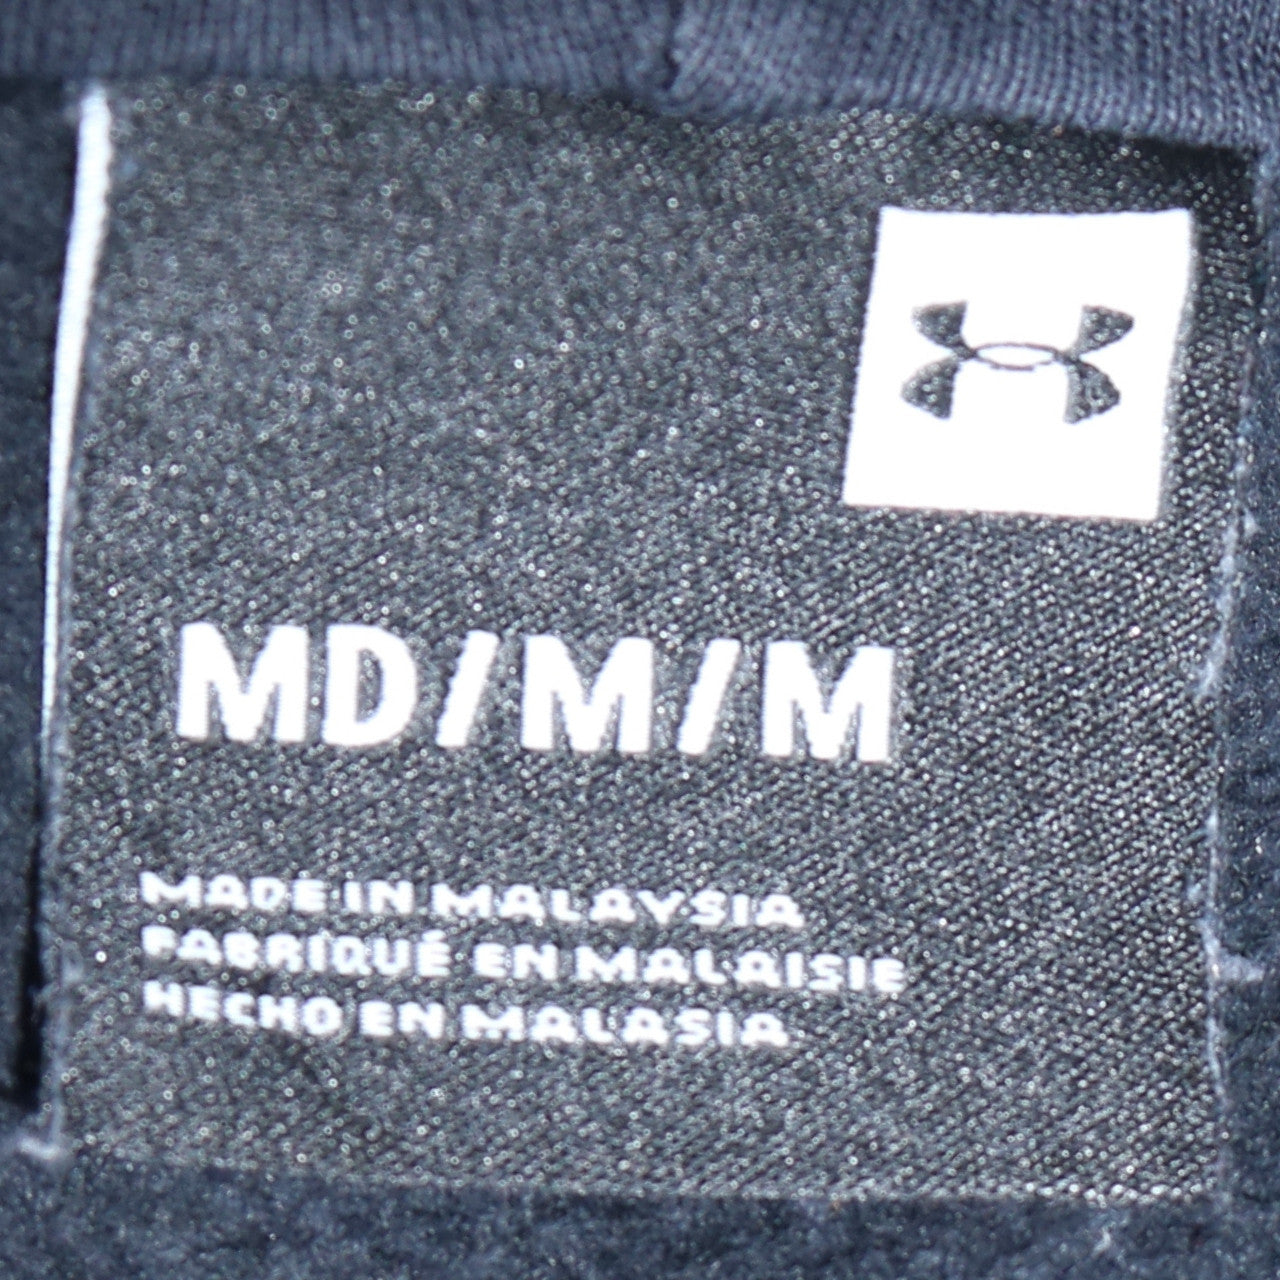 MD/M/M
MADE IN MALAYSIA
FABRIQUÉ EN MALAISIE
HECHO EN MALASIA